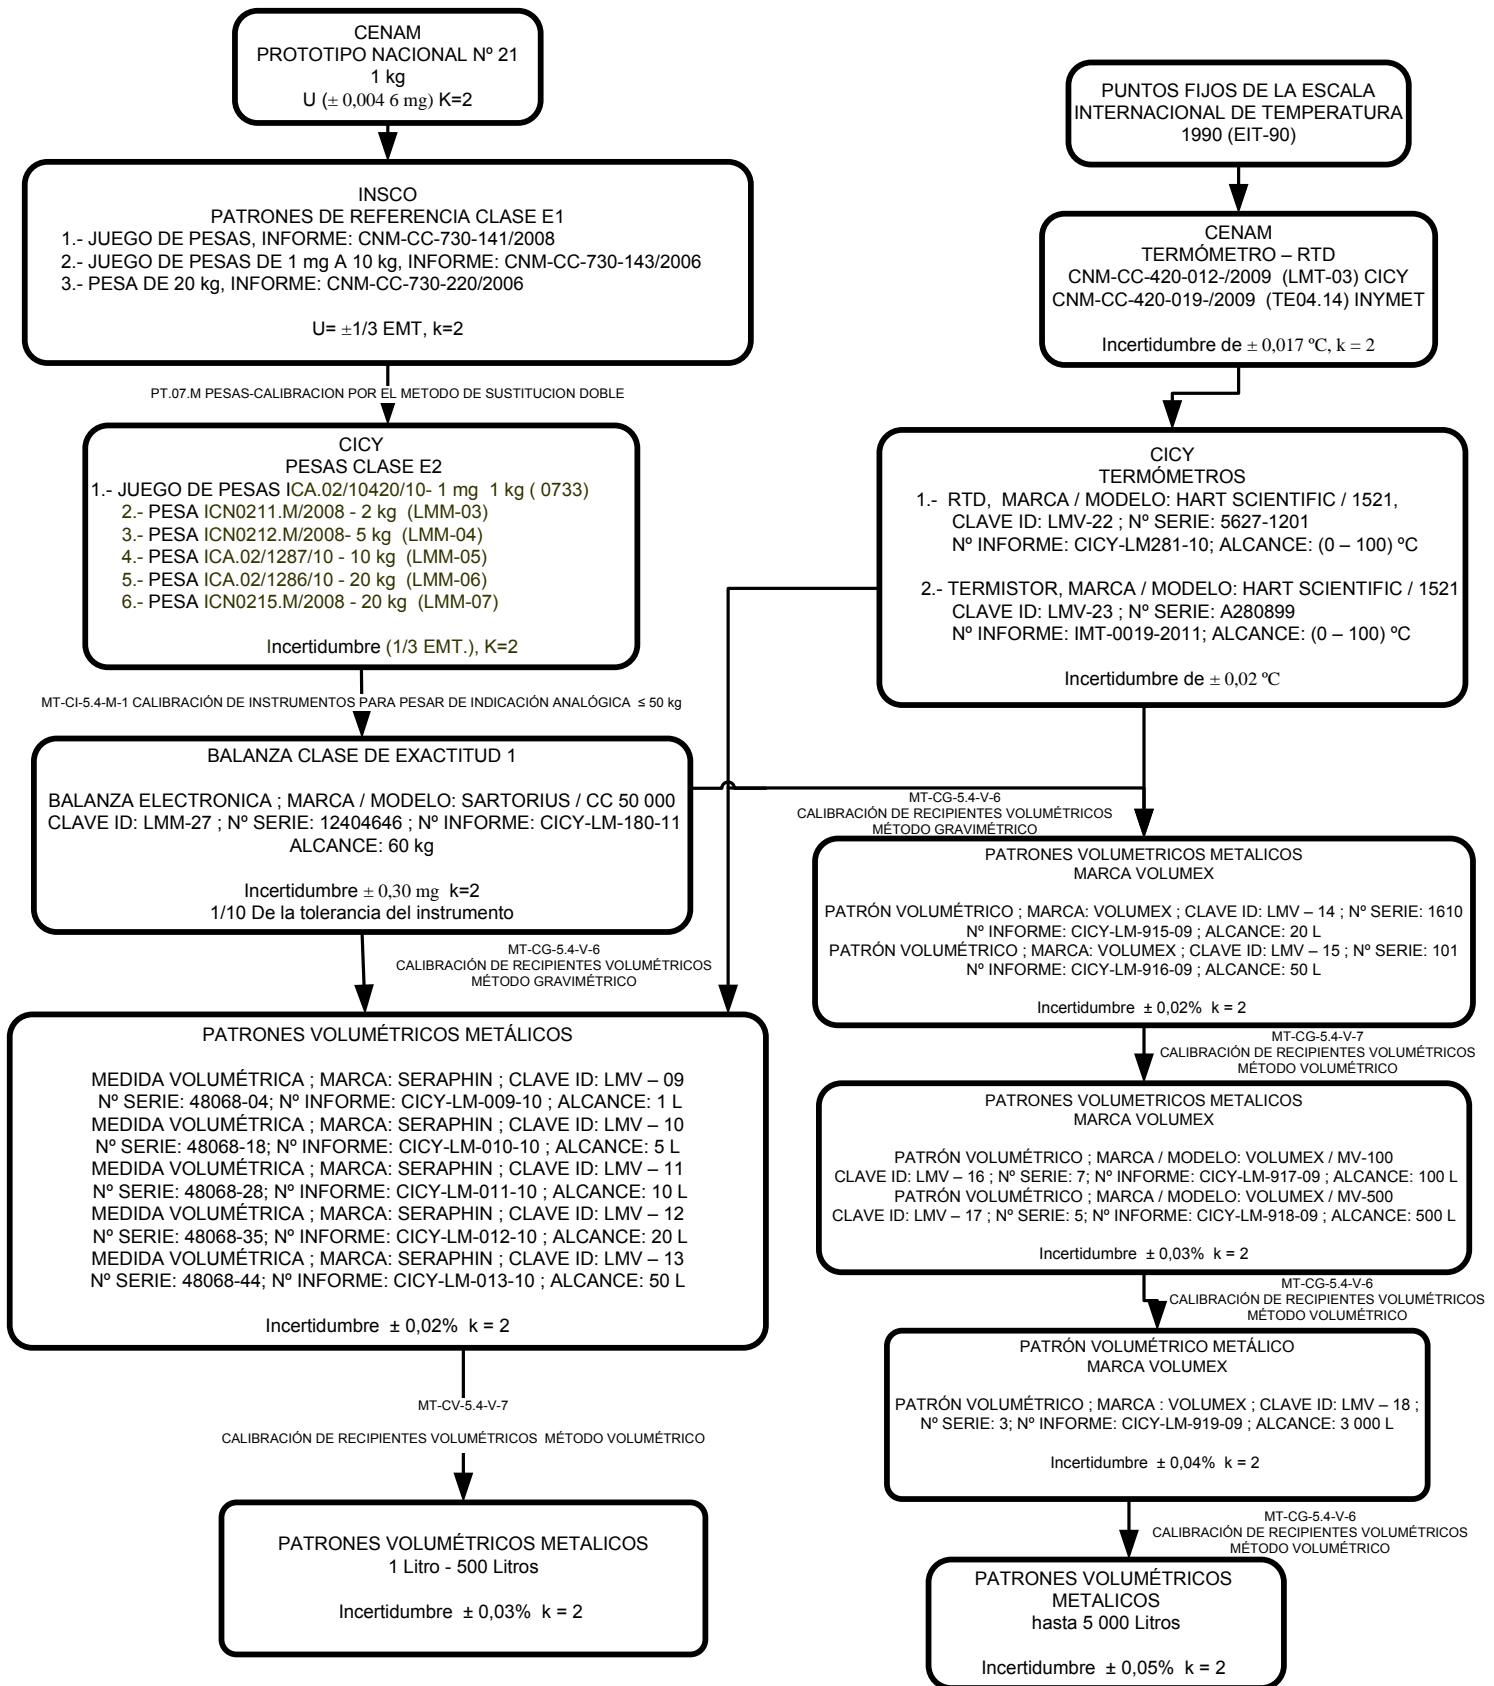 CENAM
PROTOTIPO NACIONAL Nº 21
1 kg
U (± 0,004 6 mg) K=2
INSCO
PATRONES DE REFERENCIA CLASE E1
1.- JUEGO DE PESAS, INFORME: CNM-CC-730-141/2008
2.- JUEGO DE PESAS DE 1 mg A 10 kg, INFORME: CNM-CC-730-143/2006
3.- PESA DE 20 kg, INFORME: CNM-CC-730-220/2006
U= ±1/3 EMT, k=2
PT.07.M PESAS-CALIBRACION POR EL METODO DE SUSTITUCION DOBLE
CICY
PESAS CLASE E2
1.- JUEGO DE PESAS ICA.02/10420/10- 1 mg 1 kg ( 0733)
2.- PESA ICN0211.M/2008 - 2 kg (LMM-03)
3.- PESA ICN0212.M/2008- 5 kg (LMM-04)
4.- PESA ICA.02/1287/10 - 10 kg (LMM-05)
5.- PESA ICA.02/1286/10 - 20 kg (LMM-06)
6.- PESA ICN0215.M/2008 - 20 kg (LMM-07)
Incertidumbre (1/3 EMT.), K=2
MT-CI-5.4-M-1 CALIBRACIÓN DE INSTRUMENTOS PARA PESAR DE INDICACIÓN ANALÓGICA ≤ 50 kg
BALANZA CLASE DE EXACTITUD 1
BALANZA ELECTRONICA ; MARCA / MODELO: SARTORIUS / CC 50 000
CLAVE ID: LMM-27 ; Nº SERIE: 12404646 ; Nº INFORME: CICY-LM-180-11
ALCANCE: 60 kg
Incertidumbre ± 0,30 mg k=2
1/10 De la tolerancia del instrumento
MT-CG-5.4-V-6
CALIBRACIÓN DE RECIPIENTES VOLUMÉTRICOS
MÉTODO GRAVIMÉTRICO
PATRONES VOLUMÉTRICOS METÁLICOS
MEDIDA VOLUMÉTRICA ; MARCA: SERAPHIN ; CLAVE ID: LMV – 09
Nº SERIE: 48068-04; Nº INFORME: CICY-LM-009-10 ; ALCANCE: 1 L
MEDIDA VOLUMÉTRICA ; MARCA: SERAPHIN ; CLAVE ID: LMV – 10
Nº SERIE: 48068-18; Nº INFORME: CICY-LM-010-10 ; ALCANCE: 5 L
MEDIDA VOLUMÉTRICA ; MARCA: SERAPHIN ; CLAVE ID: LMV – 11
Nº SERIE: 48068-28; Nº INFORME: CICY-LM-011-10 ; ALCANCE: 10 L
MEDIDA VOLUMÉTRICA ; MARCA: SERAPHIN ; CLAVE ID: LMV – 12
Nº SERIE: 48068-35; Nº INFORME: CICY-LM-012-10 ; ALCANCE: 20 L
MEDIDA VOLUMÉTRICA ; MARCA: SERAPHIN ; CLAVE ID: LMV – 13
Nº SERIE: 48068-44; Nº INFORME: CICY-LM-013-10 ; ALCANCE: 50 L
Incertidumbre ± 0,02% k = 2
MT-CV-5.4-V-7
CALIBRACIÓN DE RECIPIENTES VOLUMÉTRICOS MÉTODO VOLUMÉTRICO
PATRONES VOLUMÉTRICOS METALICOS
1 Litro - 500 Litros
Incertidumbre ± 0,03% k = 2
PUNTOS FIJOS DE LA ESCALA
INTERNACIONAL DE TEMPERATURA
1990 (EIT-90)
CENAM
TERMÓMETRO – RTD
CNM-CC-420-012-/2009 (LMT-03) CICY
CNM-CC-420-019-/2009 (TE04.14) INYMET
Incertidumbre de ± 0,017 ºC, k = 2
CICY
TERMÓMETROS
1.- RTD, MARCA / MODELO: HART SCIENTIFIC / 1521,
CLAVE ID: LMV-22 ; Nº SERIE: 5627-1201
Nº INFORME: CICY-LM281-10; ALCANCE: (0 – 100) ºC
2.- TERMISTOR, MARCA / MODELO: HART SCIENTIFIC / 1521
CLAVE ID: LMV-23 ; Nº SERIE: A280899
Nº INFORME: IMT-0019-2011; ALCANCE: (0 – 100) ºC
Incertidumbre de ± 0,02 ºC
MT-CG-5.4-V-6
CALIBRACIÓN DE RECIPIENTES VOLUMÉTRICOS
MÉTODO GRAVIMÉTRICO
PATRONES VOLUMETRICOS METALICOS
MARCA VOLUMEX
PATRÓN VOLUMÉTRICO ; MARCA: VOLUMEX ; CLAVE ID: LMV – 14 ; Nº SERIE: 1610
Nº INFORME: CICY-LM-915-09 ; ALCANCE: 20 L
PATRÓN VOLUMÉTRICO ; MARCA: VOLUMEX ; CLAVE ID: LMV – 15 ; Nº SERIE: 101
Nº INFORME: CICY-LM-916-09 ; ALCANCE: 50 L
Incertidumbre ± 0,02% k = 2
MT-CG-5.4-V-7
CALIBRACIÓN DE RECIPIENTES VOLUMÉTRICOS
MÉTODO VOLUMÉTRICO
PATRONES VOLUMETRICOS METALICOS
MARCA VOLUMEX
PATRÓN VOLUMÉTRICO ; MARCA / MODELO: VOLUMEX / MV-100
CLAVE ID: LMV – 16 ; Nº SERIE: 7; Nº INFORME: CICY-LM-917-09 ; ALCANCE: 100 L
PATRÓN VOLUMÉTRICO ; MARCA / MODELO: VOLUMEX / MV-500
CLAVE ID: LMV – 17 ; Nº SERIE: 5; Nº INFORME: CICY-LM-918-09 ; ALCANCE: 500 L
Incertidumbre ± 0,03% k = 2
MT-CG-5.4-V-6
CALIBRACIÓN DE RECIPIENTES VOLUMÉTRICOS
MÉTODO VOLUMÉTRICO
PATRÓN VOLUMÉTRICO METÁLICO
MARCA VOLUMEX
PATRÓN VOLUMÉTRICO ; MARCA : VOLUMEX ; CLAVE ID: LMV – 18 ;
Nº SERIE: 3; Nº INFORME: CICY-LM-919-09 ; ALCANCE: 3 000 L
Incertidumbre ± 0,04% k = 2
MT-CG-5.4-V-6
CALIBRACIÓN DE RECIPIENTES VOLUMÉTRICOS
MÉTODO VOLUMÉTRICO
PATRONES VOLUMÉTRICOS
METALICOS
hasta 5 000 Litros
Incertidumbre ± 0,05% k = 2